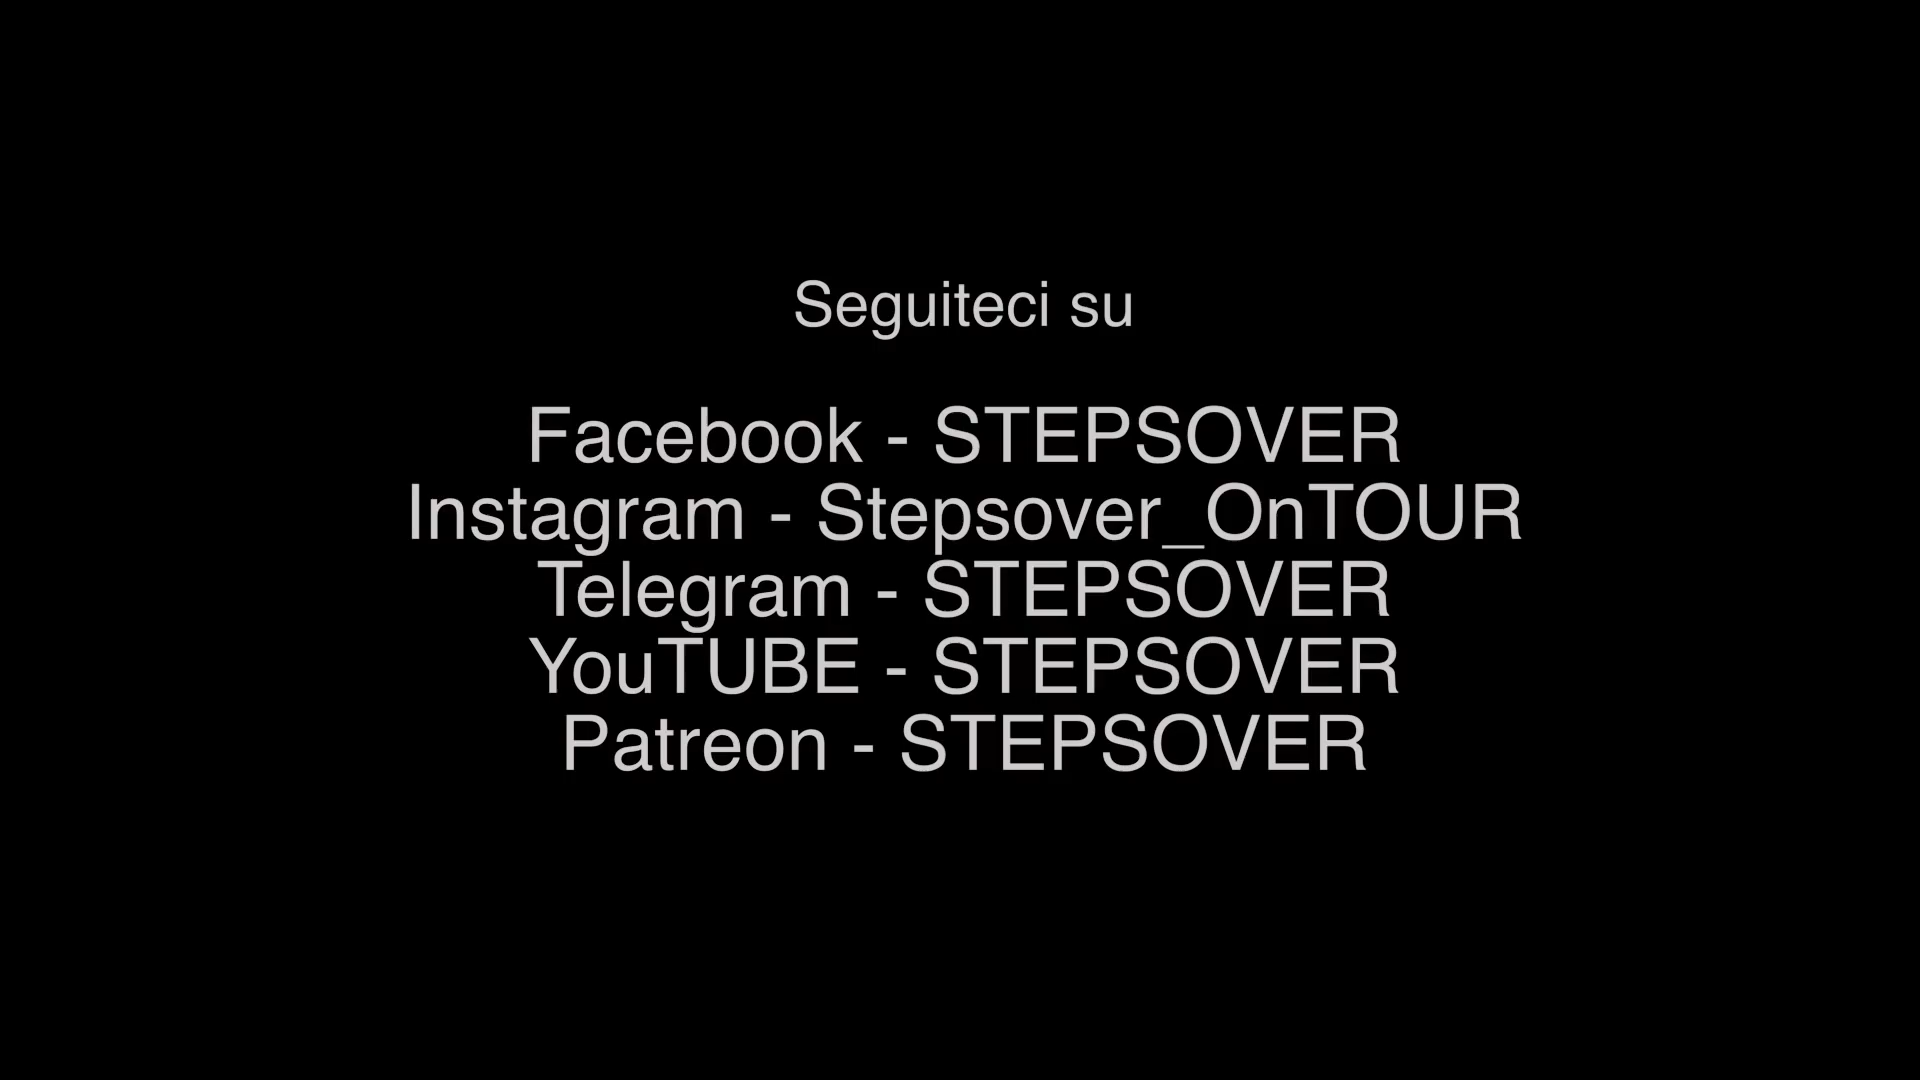 Seguiteci su
Facebook - STEPSOVER
Instagram - Stepsover_OnTOUR
Telegram - STEPSOVER
YouTUBE - STEPSOVER
Patreon - STEPSOVER